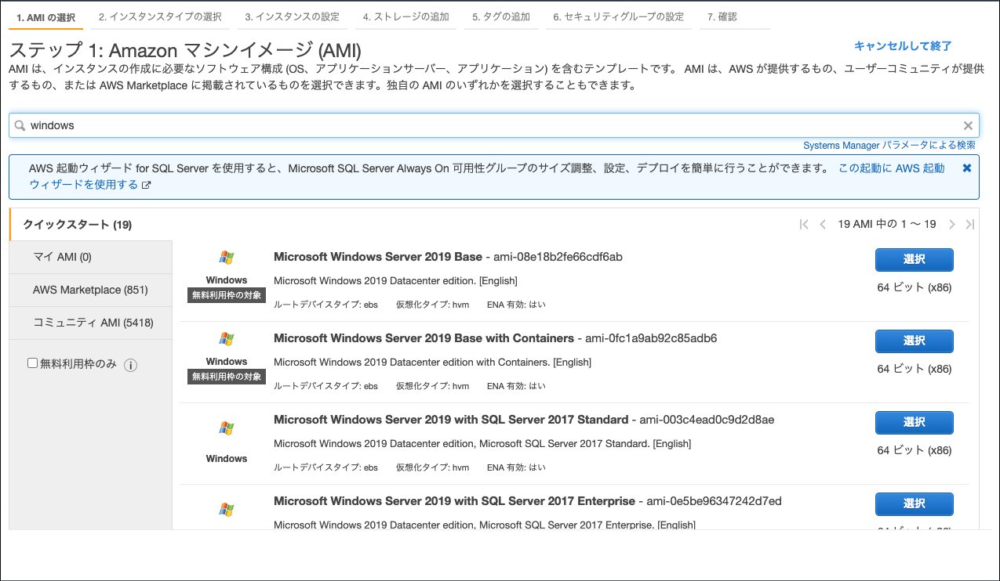 1. AMI の選択
2. インスタンスタイプの選択
3. インスタンスの設定
4. ストレージの追加
5. タグの追加
6. セキュリティグループの設定
7. 確認
ステップ 1: Amazon マシンイメージ (AMI)
キャンセルして終了
AMI は、インスタンスの作成に必要なソフトウェア構成 (OS、アプリケーションサーバー、アプリケーション) を含むテンプレートです。 AMI は、AWS が提供するもの、ユーザーコミュニティが提供
するもの、または AWS Marketplace に掲載されているものを選択できます。独自の AMI のいずれかを選択することもできます。
windows
Systems Manager パラメータによる検索
AWS 起動ウィザード for SQL Server を使用すると、Microsoft SQL Server Always On 可用性グループのサイズ調整、設定、デプロイを簡単に行うことができます。 この起動に AWS 起動
ウィザードを使用する
クイックスタート (19)
19 AMI 中の 1 ～ 19
マイ AMI (0)
AWS Marketplace (851)
コミュニティ AMI (5418)
無料利用枠のみ
Windows
無料利用枠の対象
Microsoft Windows Server 2019 Base - ami-08e18b2fe66cdf6ab
Microsoft Windows 2019 Datacenter edition. [English]
ルートデバイスタイプ: ebs 仮想化タイプ: hvm ENA 有効: はい
選択
64 ビット (x86)
Windows
無料利用枠の対象
Microsoft Windows Server 2019 Base with Containers - ami-0fc1a9ab92c85adb6
Microsoft Windows 2019 Datacenter edition with Containers. [English]
ルートデバイスタイプ: ebs 仮想化タイプ: hvm ENA 有効: はい
選択
64 ビット (x86)
Windows
Microsoft Windows Server 2019 with SQL Server 2017 Standard - ami-003c4ead0c9d2d8ae
Microsoft Windows 2019 Datacenter edition, Microsoft SQL Server 2017 Standard. [English]
ルートデバイスタイプ: ebs 仮想化タイプ: hvm ENA 有効: はい
選択
64 ビット (x86)
Microsoft Windows Server 2019 with SQL Server 2017 Enterprise - ami-0e5be96347242d7ed
Microsoft Windows 2019 Datacenter edition, Microsoft SQL Server 2017 Enterprise. [English]
選択